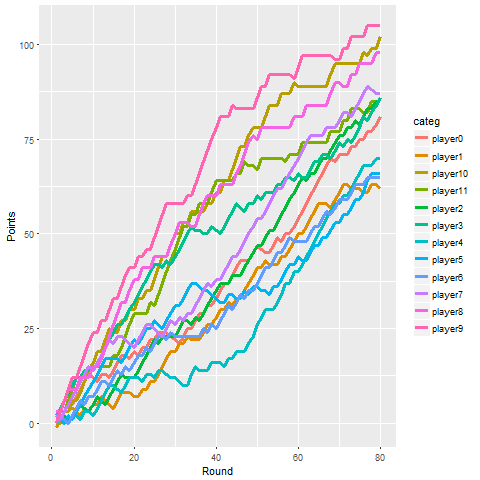 100
75
50
25
0
Points
0
20
40
60
80
Round
categ
player0
player1
player10
player11
player2
player3
player4
player5
player6
player7
player8
player9